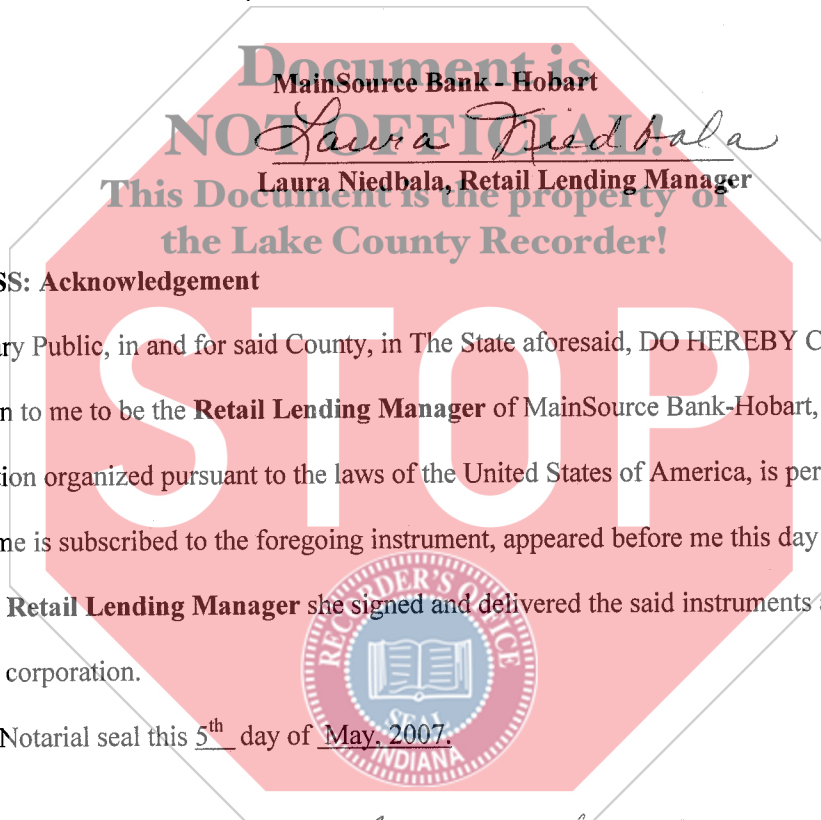 Document is
MainSource Bank - Hobart
NOT OFFICIAL!
Laura Niedbala
Laura Niedbala, Retail Lending Manager
This Document is the property of
the Lake County Recorder!
SS: Acknowledgement
ry Public, in and for said County, in The State aforesaid, DO HEREBY C
n to me to be the Retail Lending Manager of MainSource Bank-Hobart,
tion organized pursuant to the laws of the United States of America, is per
me is subscribed to the foregoing instrument, appeared before me this day
Retail Lending Manager she signed and delivered the said instruments
corporation.
Notarial seal this 5th day of May, 2007.
STOP
RECORDER'S OFFICE
SEAL
INDIANA